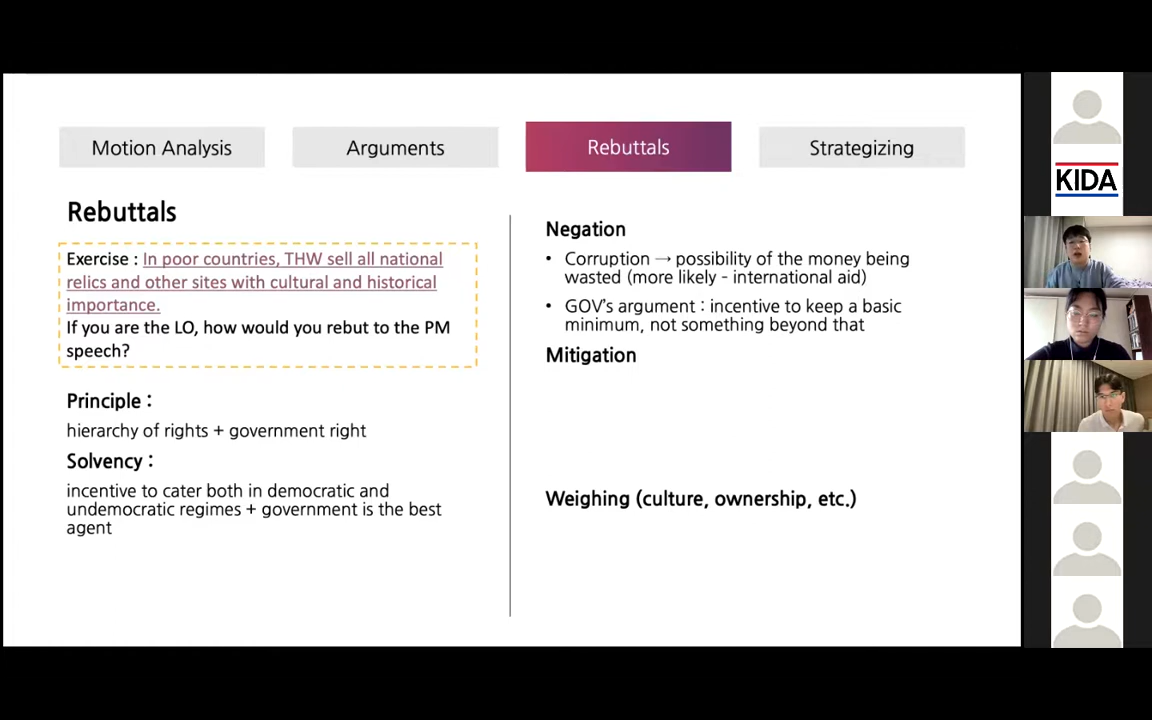 Motion Analysis
Arguments
Rebuttals
Strategizing
Rebuttals
Exercise : In poor countries, THW sell all national
relics and other sites with cultural and historical
importance.
If you are the LO, how would you rebut to the PM
speech?
Principle :
hierarchy of rights + government right
Solvency :
incentive to cater both in democratic and
undemocratic regimes + government is the best
agent
Negation
• Corruption → possibility of the money being
wasted (more likely – international aid)
• GOV's argument : incentive to keep a basic
minimum, not something beyond that
Mitigation
Weighing (culture, ownership, etc.)
KIDA